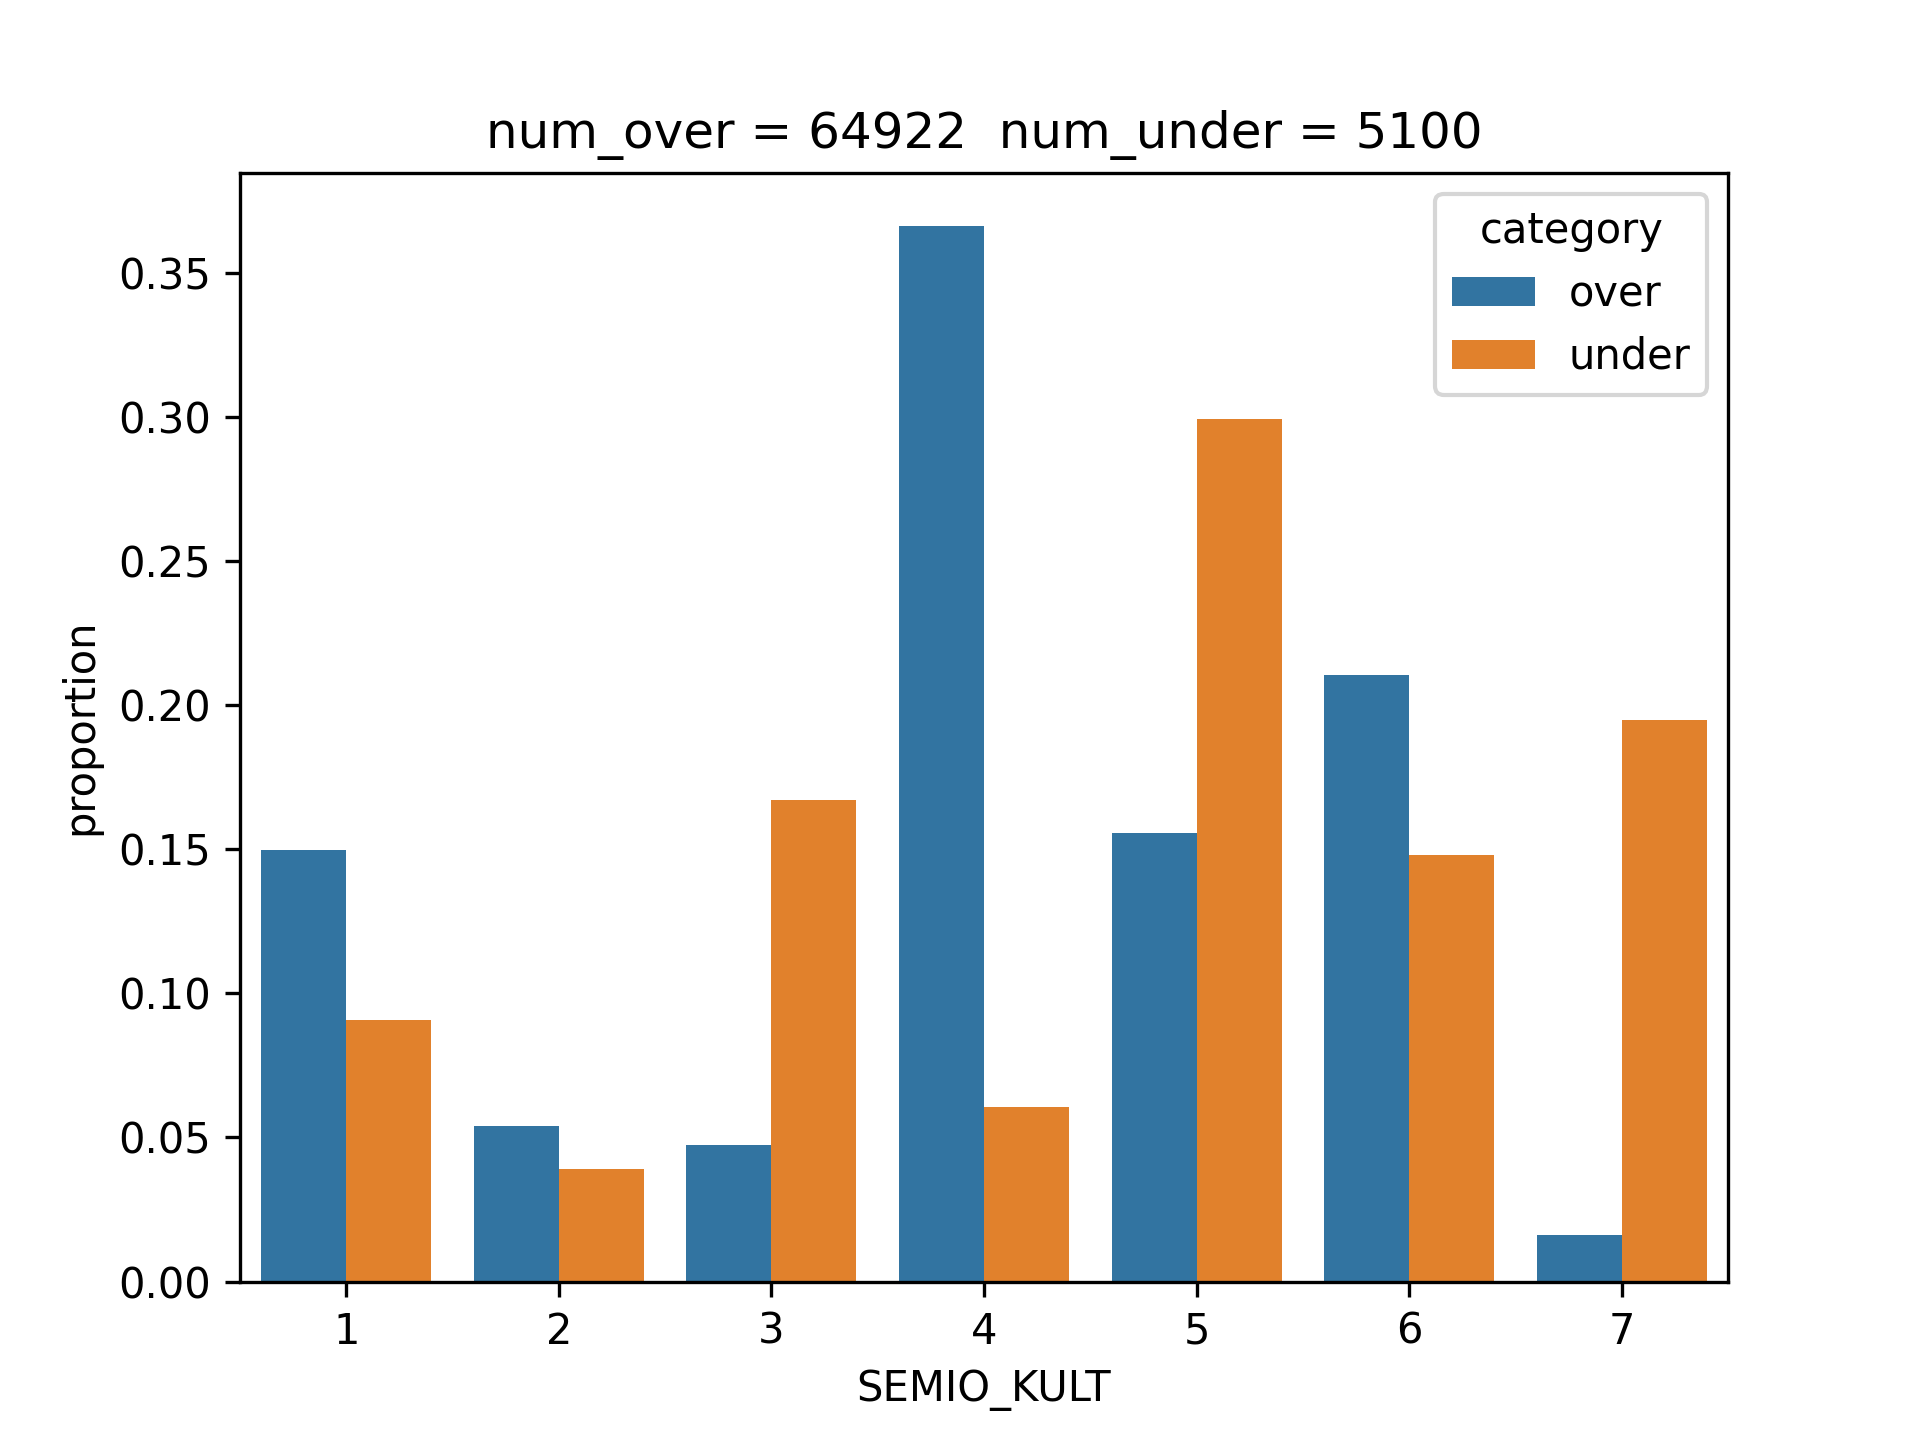 num_over = 64922  num_under = 5100
category
over
under
0.35
0.30
0.25
0.20
0.15
0.10
0.05
0.00
proportion
1 2 3 4 5 6 7
SEMIO_KULT